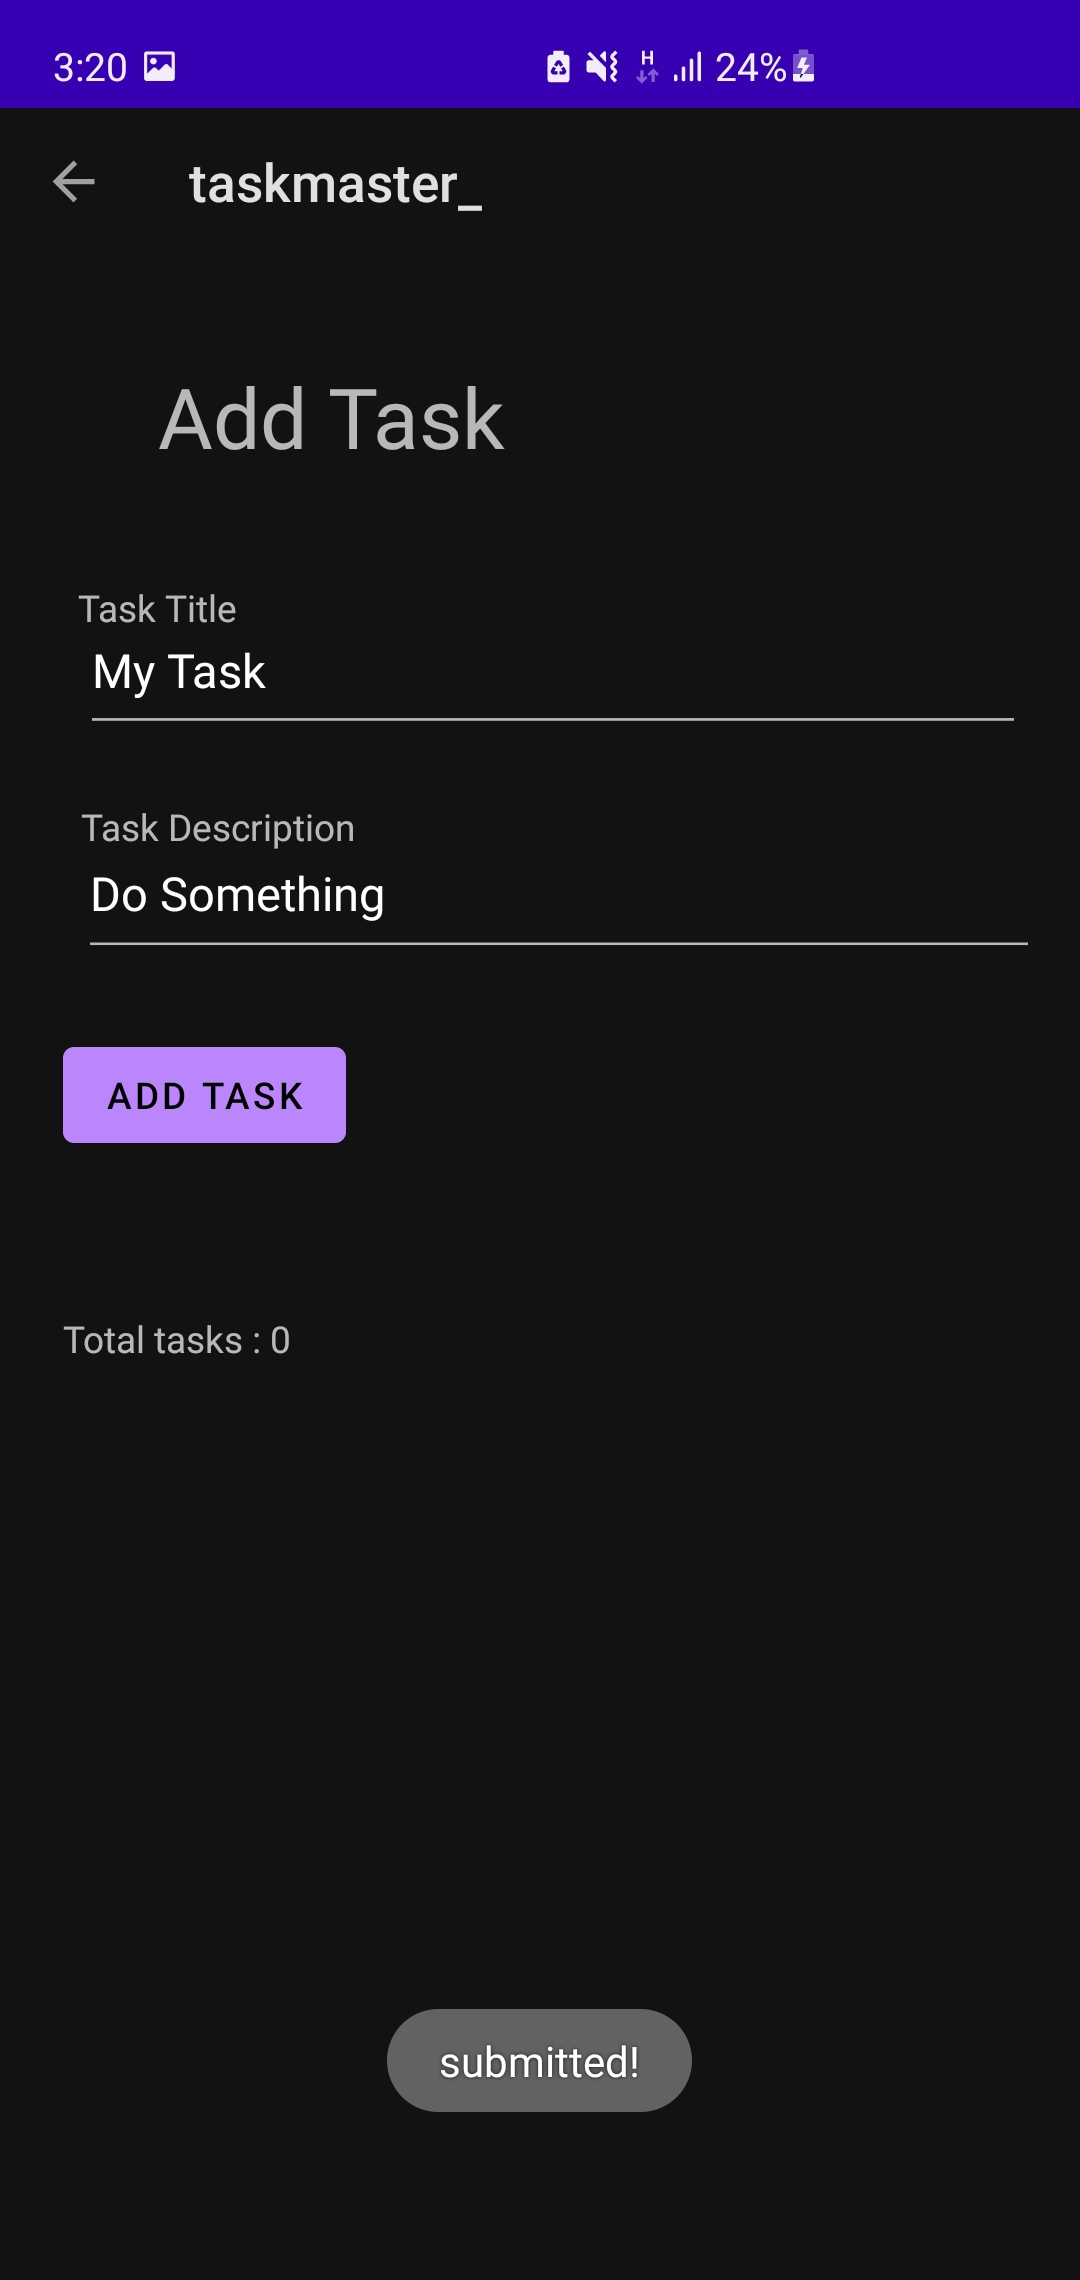 3:20 H 24%
taskmaster_
Add Task
Task Title
My Task
Task Description
Do Something
ADD TASK
Total tasks : 0
submitted!